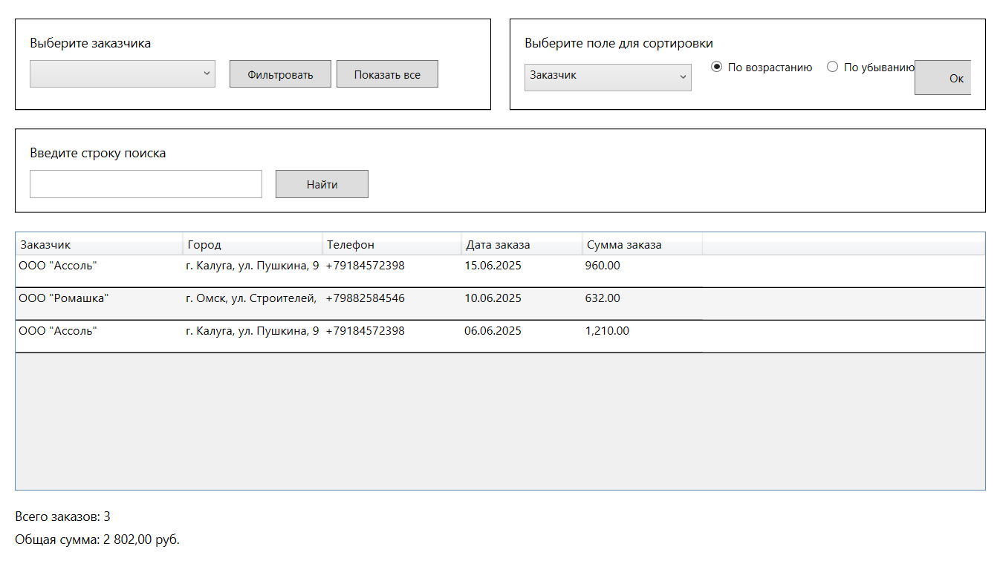 Выберите заказчика
Фильтровать Показать все
Выберите поле для сортировки
Заказчик По возрастанию По убыванию Ок
Введите строку поиска
Найти
Заказчик Город Телефон Дата заказа Сумма заказа
ООО "Ассоль" г. Калуга, ул. Пушкина, 9 +79184572398 15.06.2025 960.00
ООО "Ромашка" г. Омск, ул. Строителей, +79882584546 10.06.2025 632.00
ООО "Ассоль" г. Калуга, ул. Пушкина, 9 +79184572398 06.06.2025 1,210.00
Всего заказов: 3
Общая сумма: 2 802,00 руб.